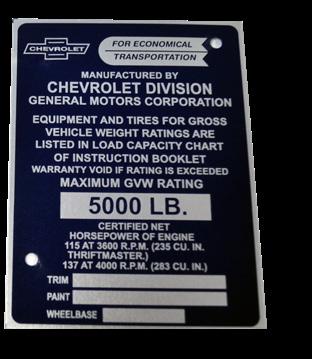 CHEVROLET
FOR ECONOMICAL
TRANSPORTATION
MANUFACTURED BY
CHEVROLET DIVISION
GENERAL MOTORS CORPORATION
EQUIPMENT AND TIRES FOR GROSS
VEHICLE WEIGHT RATINGS ARE
LISTED IN LOAD CAPACITY CHART
OF INSTRUCTION BOOKLET
WARRANTY VOID IF RATING IS EXCEEDED
MAXIMUM GVW RATING
5000 LB.
CERTIFIED NET
HORSEPOWER OF ENGINE
115 AT 3600 R.P.M. (235 CU. IN.
THRIFTMASTER.)
137 AT 4000 R.P.M. (283 CU. IN.)
TRIM
PAINT
WHEELBASE